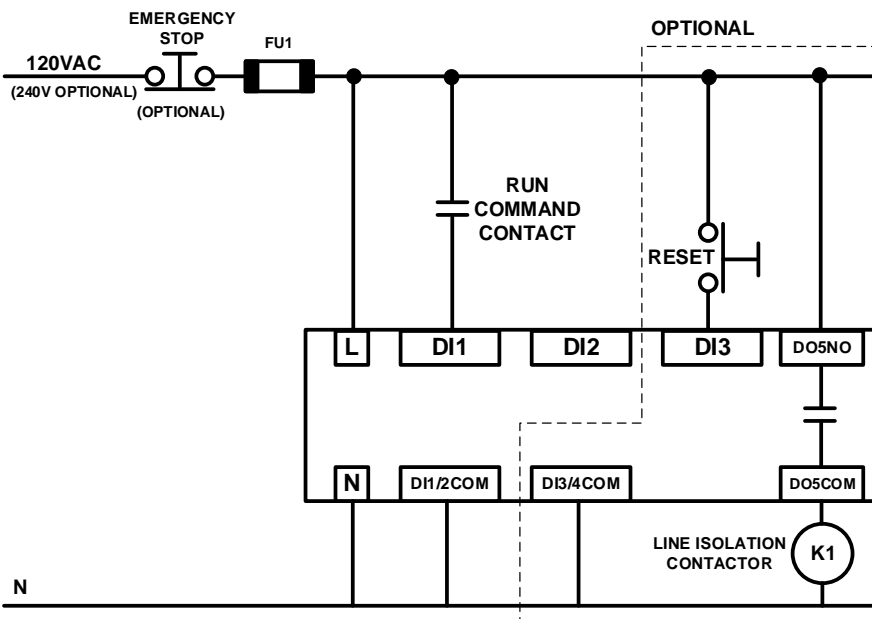 EMERGENCY
STOP
FU1
OPTIONAL
120VAC
(240V OPTIONAL)
(OPTIONAL)
RUN
COMMAND
CONTACT
RESET
L
DI1
DI2
DI3
DO5NO
N
DI1/2COM
DI3/4COM
DO5COM
LINE ISOLATION
CONTACTOR
K1
N